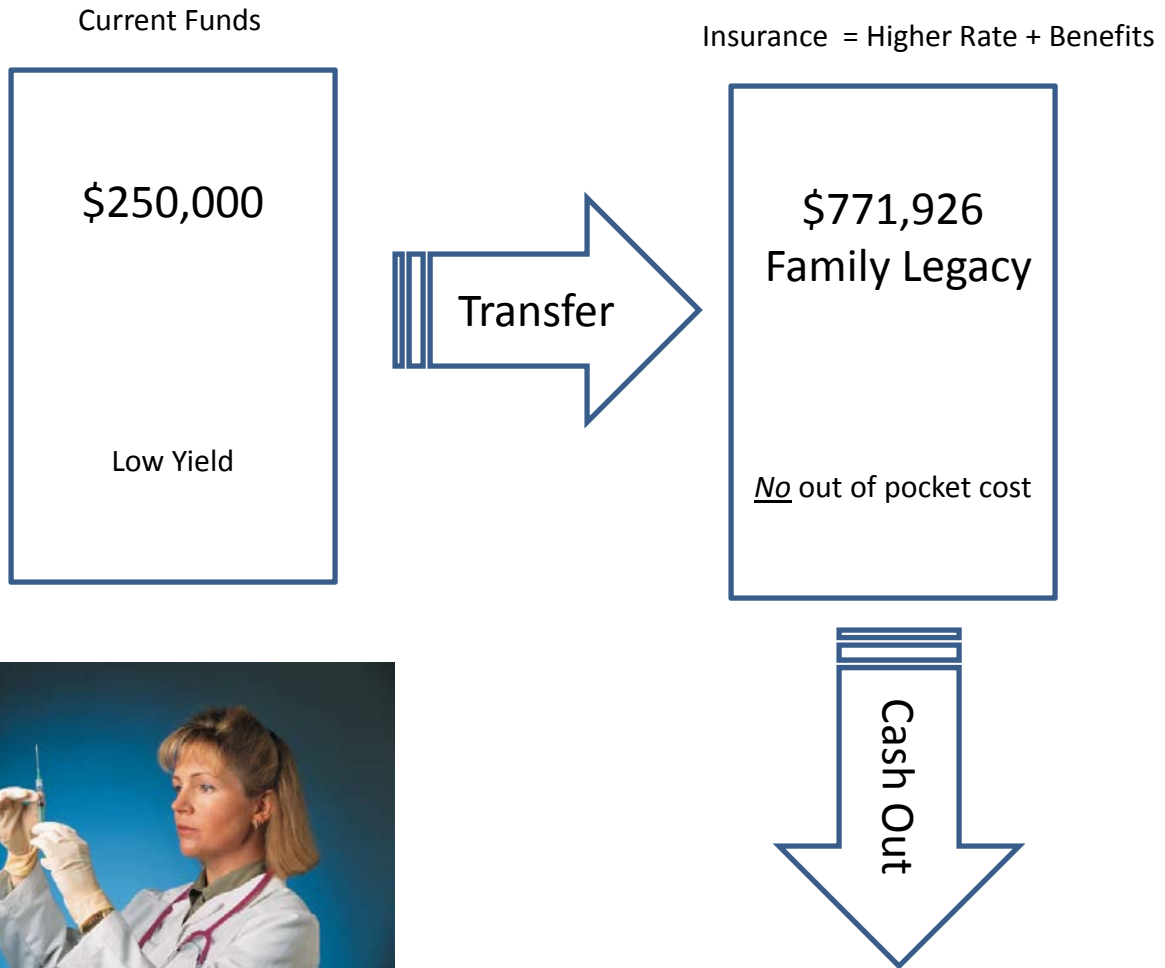 Current Funds
Insurance = Higher Rate + Benefits
$250,000
Low Yield
Transfer
$771,926
Family Legacy
No out of pocket cost
Cash Out